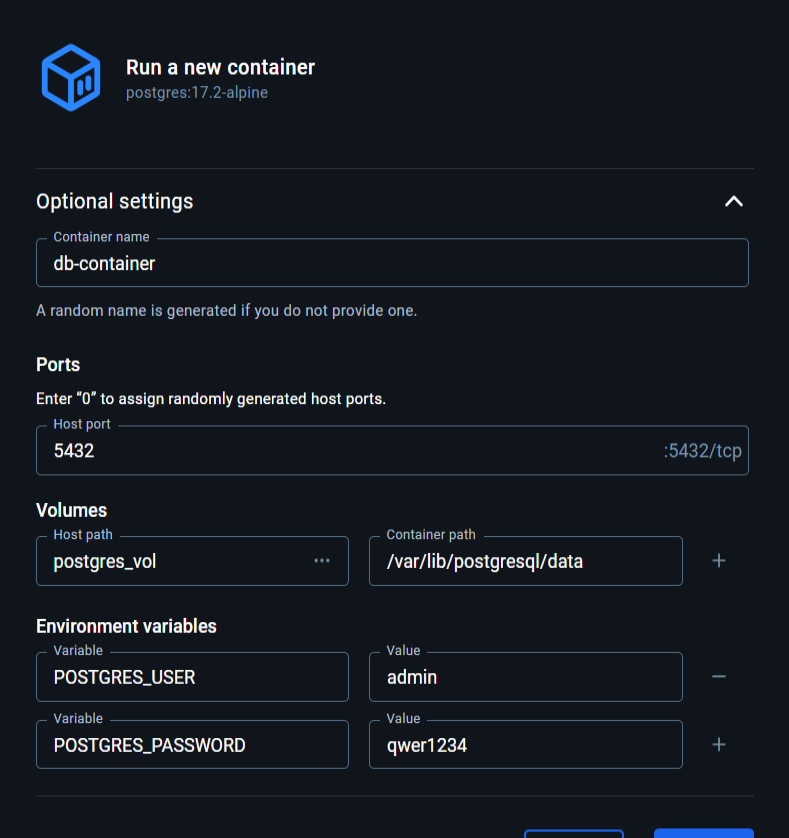 Run a new container
postgres:17.2-alpine
Optional settings
Container name
db-container
A random name is generated if you do not provide one.
Ports
Enter “0” to assign randomly generated host ports.
Host port
5432 :5432/tcp
Volumes
Host path Container path
postgres_vol ··· /var/lib/postgresql/data +
Environment variables
Variable Value
POSTGRES_USER admin −
Variable Value
POSTGRES_PASSWORD qwer1234 +